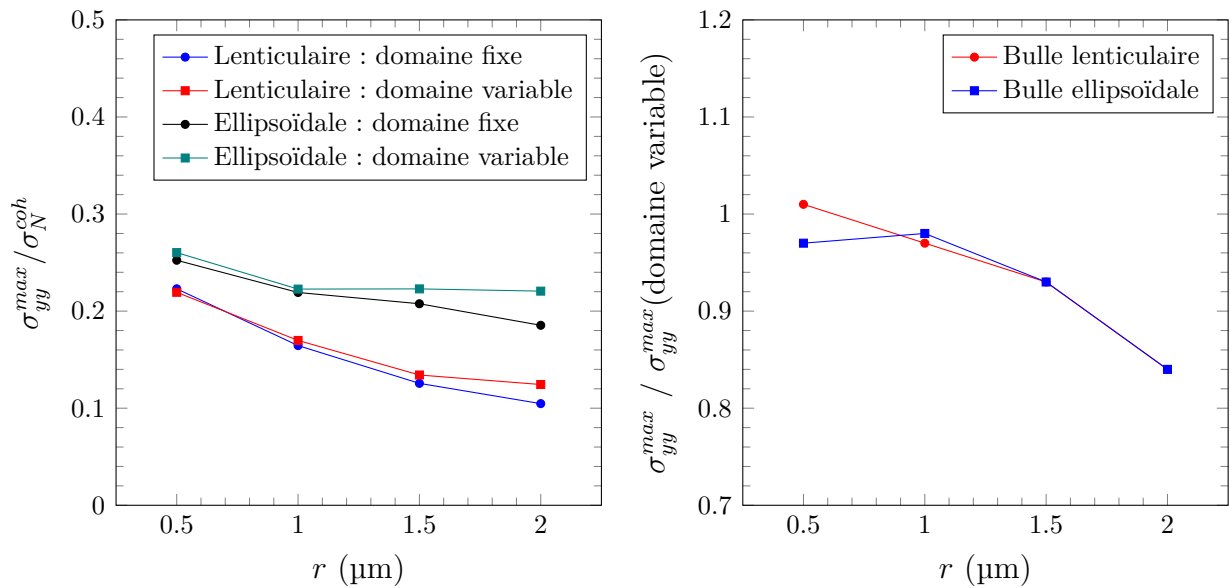 0.5
0.4
0.3
0.2
0.1
0
σ_yy^max/σ_N^coh
Lenticulaire : domaine fixe
Lenticulaire : domaine variable
Ellipsoïdale : domaine fixe
Ellipsoïdale : domaine variable
0.5 1 1.5 2
r (µm)
1.2
1.1
1
0.9
0.8
0.7
σ_yy^max / σ_yy^max(domaine variable)
Bulle lenticulaire
Bulle ellipsoïdale
0.5 1 1.5 2
r (µm)